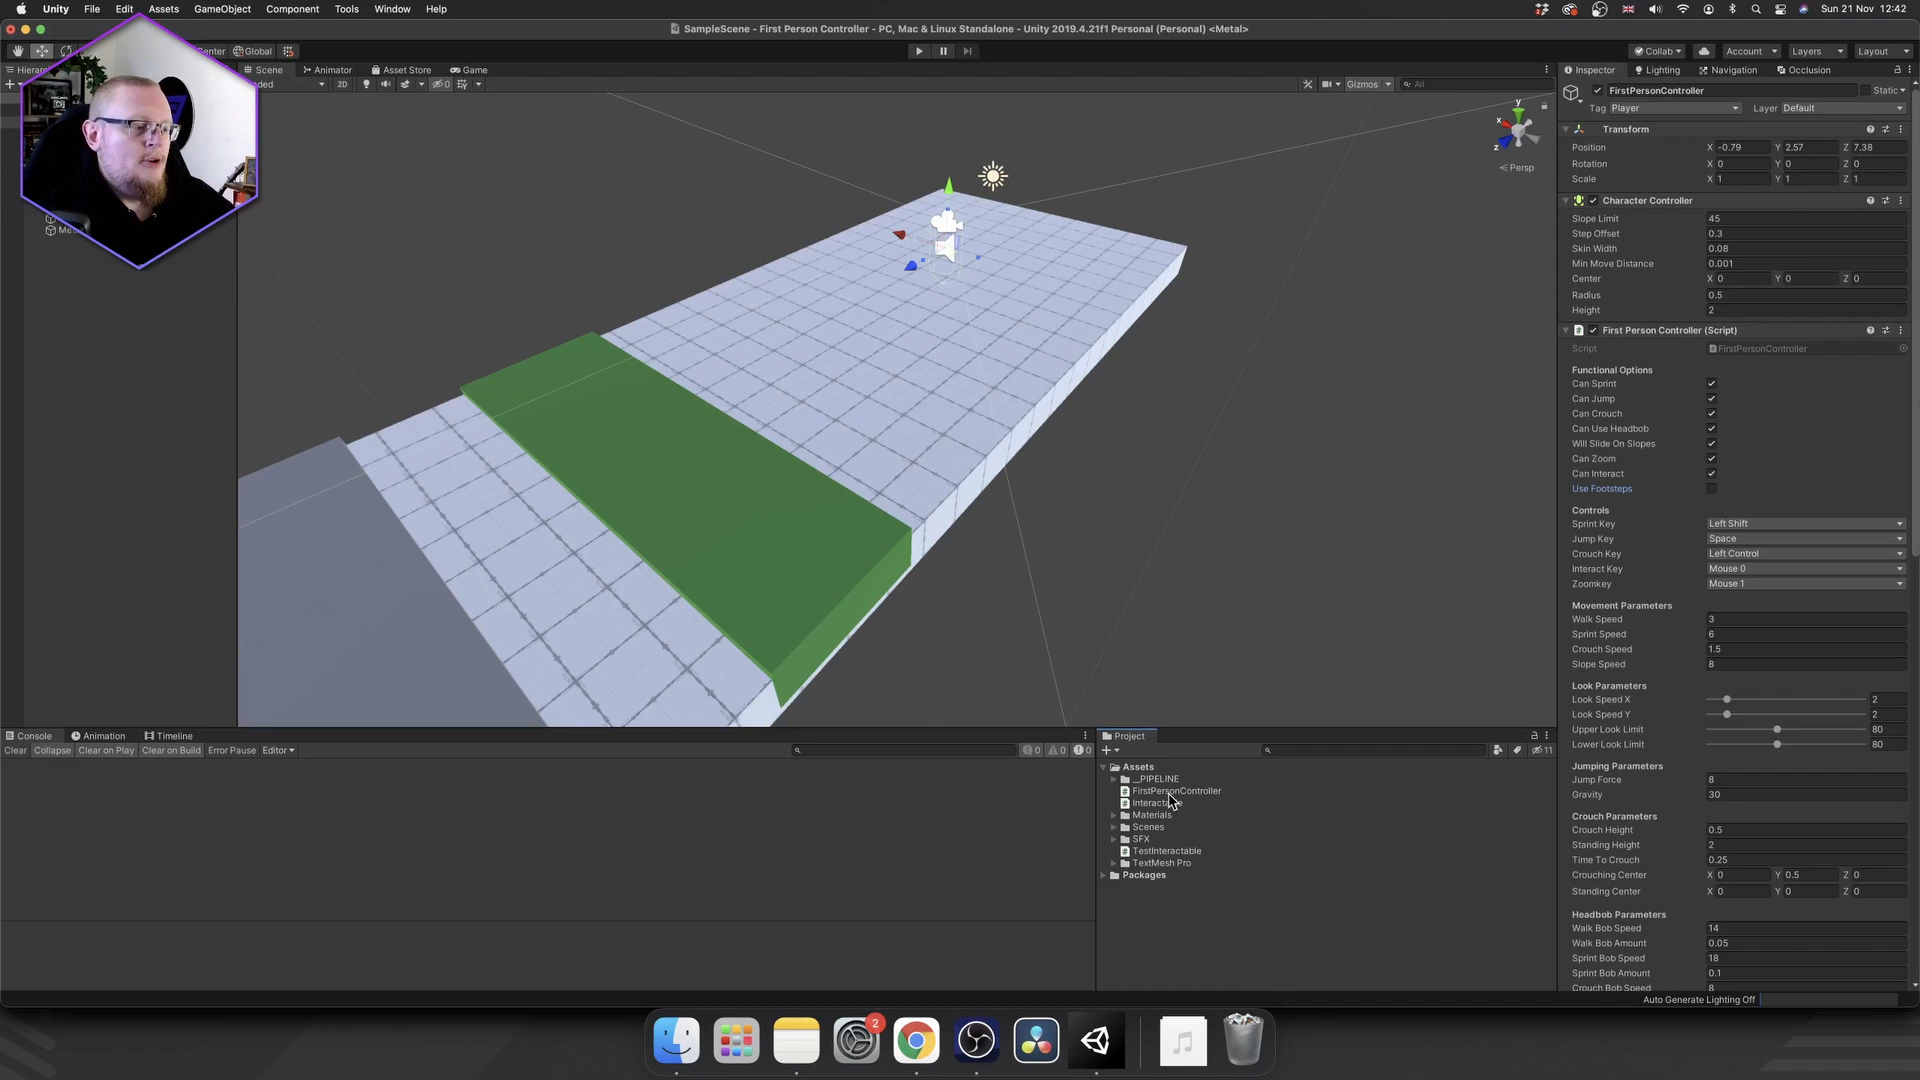 Unity File Edit Assets GameObject Component Tools Window Help Sun 21 Nov 12:42
SampleScene - First Person Controller - PC, Mac & Linux Standalone - Unity 2019.4.21f1 Personal (Personal) <Metal>
Global Collab Account Layers Layout
Scene Animator Asset Store Game
2D 0 Gizmos All
y
x
z
Persp
Inspector Lighting Navigation Occlusion
FirstPersonController Static
Tag Player Layer Default
Transform
Position X -0.79 Y 2.57 Z 7.38
Rotation X 0 Y 0 Z 0
Scale X 1 Y 1 Z 1
Character Controller
Slope Limit 45
Step Offset 0.3
Skin Width 0.08
Min Move Distance 0.001
Center X 0 Y 0 Z 0
Radius 0.5
Height 2
First Person Controller (Script)
Script FirstPersonController
Functional Options
Can Sprint
Can Jump
Can Crouch
Can Use Headbob
Will Slide On Slopes
Can Zoom
Can Interact
Use Footsteps
Controls
Sprint Key Left Shift
Jump Key Space
Crouch Key Left Control
Interact Key Mouse 0
Zoomkey Mouse 1
Movement Parameters
Walk Speed 3
Sprint Speed 6
Crouch Speed 1.5
Slope Speed 8
Look Parameters
Look Speed X 2
Look Speed Y 2
Upper Look Limit 80
Lower Look Limit 80
Jumping Parameters
Jump Force 8
Gravity 30
Crouch Parameters
Crouch Height 0.5
Standing Height 2
Time To Crouch 0.25
Crouching Center X 0 Y 0.5 Z 0
Standing Center X 0 Y 0 Z 0
Headbob Parameters
Walk Bob Speed 14
Walk Bob Amount 0.05
Sprint Bob Speed 18
Sprint Bob Amount 0.1
Crouch Bob Speed 8
Auto Generate Lighting Off
Console Animation Timeline
Clear Collapse Clear on Play Clear on Build Error Pause Editor 0 0 0
Project
11
Assets
__PIPELINE
FirstPersonController
Materials
Scenes
SFX
TestInteractable
TextMesh Pro
Packages
2